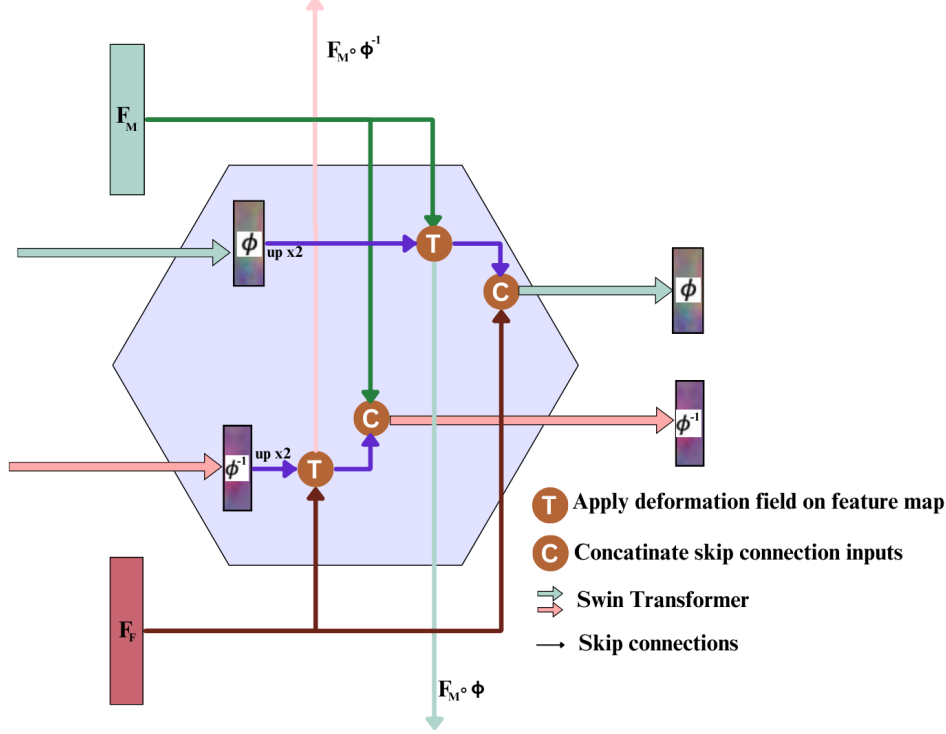 F_M∘ϕ⁻¹
F_M
ϕ
up x2
T
C
ϕ
C
ϕ⁻¹
ϕ⁻¹
up x2
T
T Apply deformation field on feature map
C Concatinate skip connection inputs
Swin Transformer
F_F
Skip connections
F_M∘ϕ